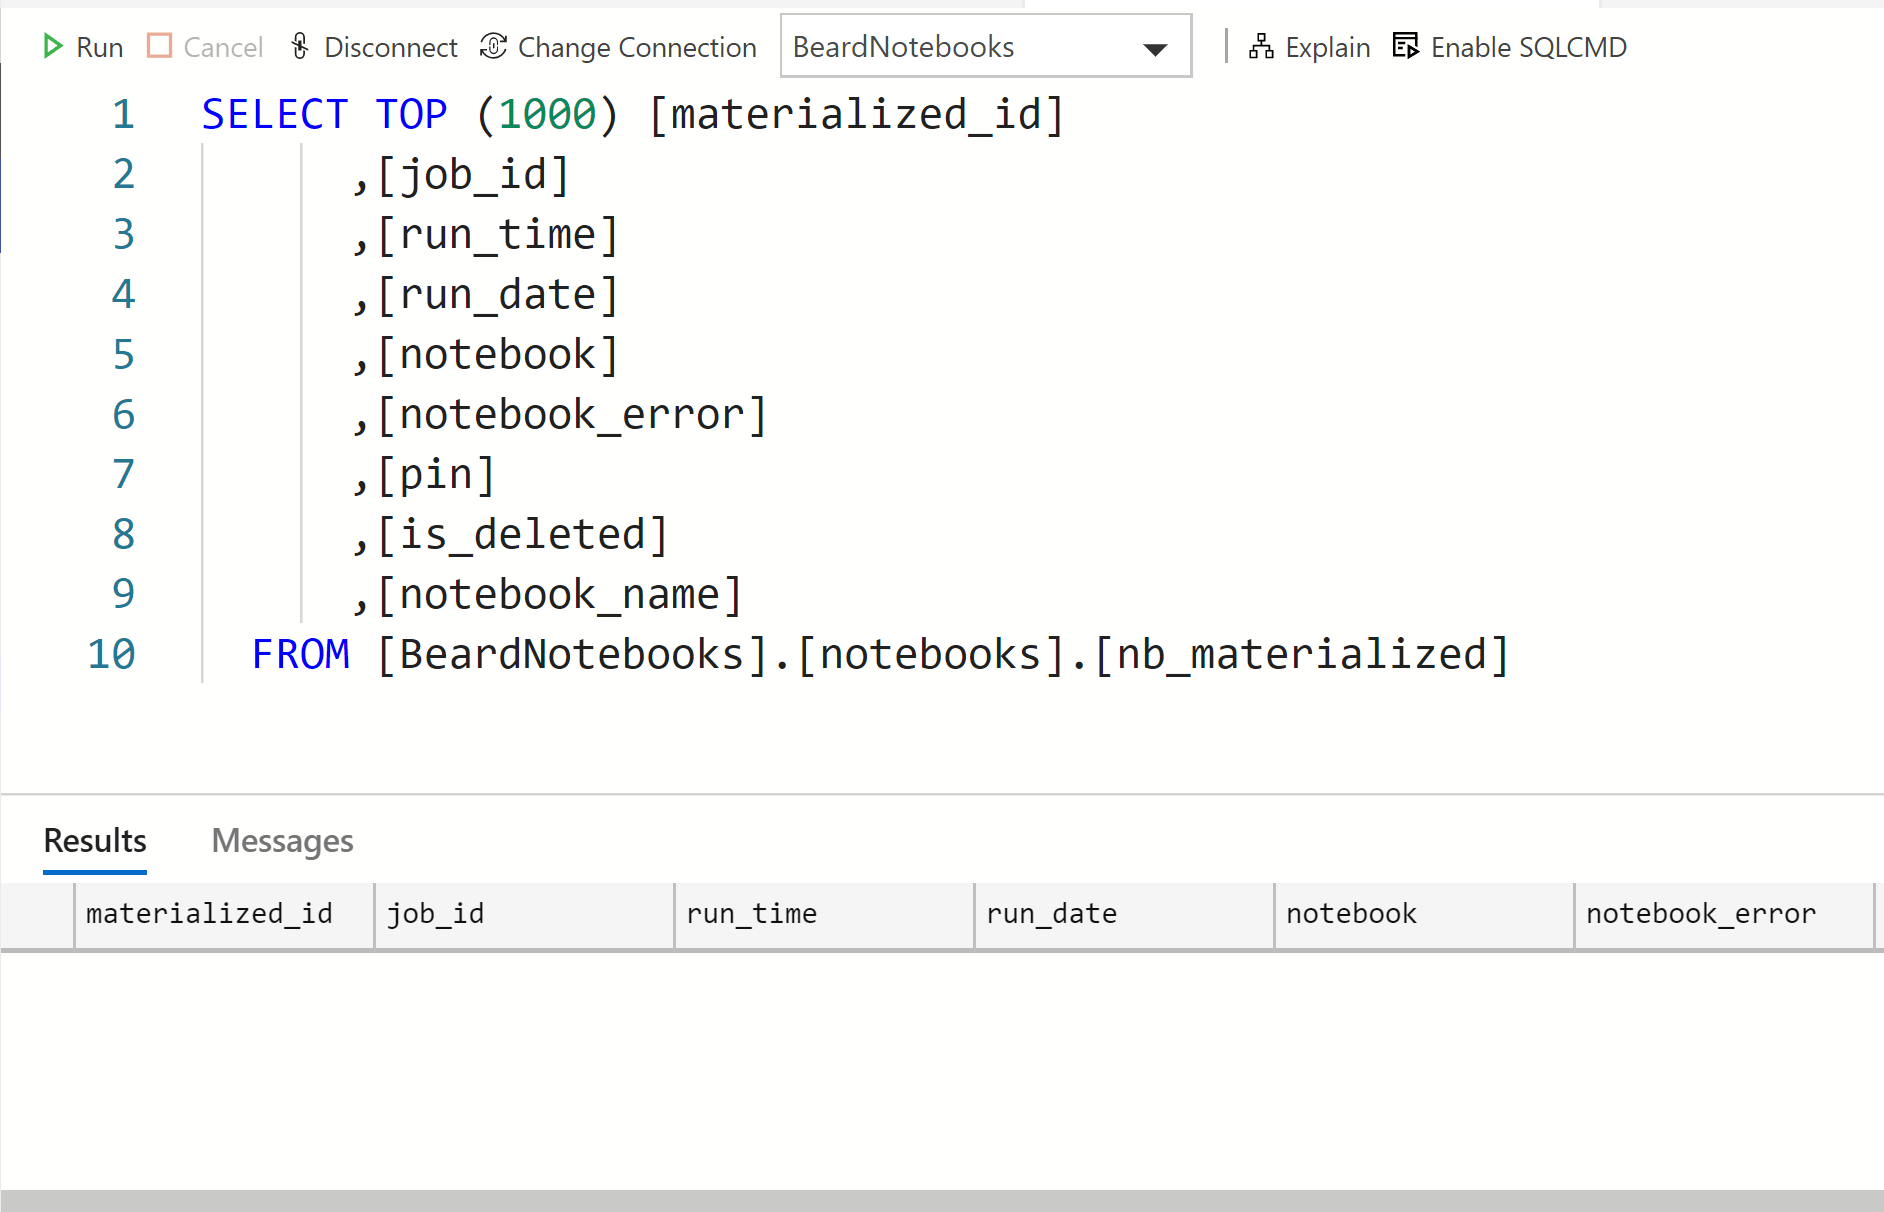 Run Cancel Disconnect Change Connection BeardNotebooks Explain Enable SQLCMD
1 SELECT TOP (1000) [materialized_id]
2 ,[job_id]
3 ,[run_time]
4 ,[run_date]
5 ,[notebook]
6 ,[notebook_error]
7 ,[pin]
8 ,[is_deleted]
9 ,[notebook_name]
10 FROM [BeardNotebooks].[notebooks].[nb_materialized]
Results Messages
materialized_id job_id run_time run_date notebook notebook_error